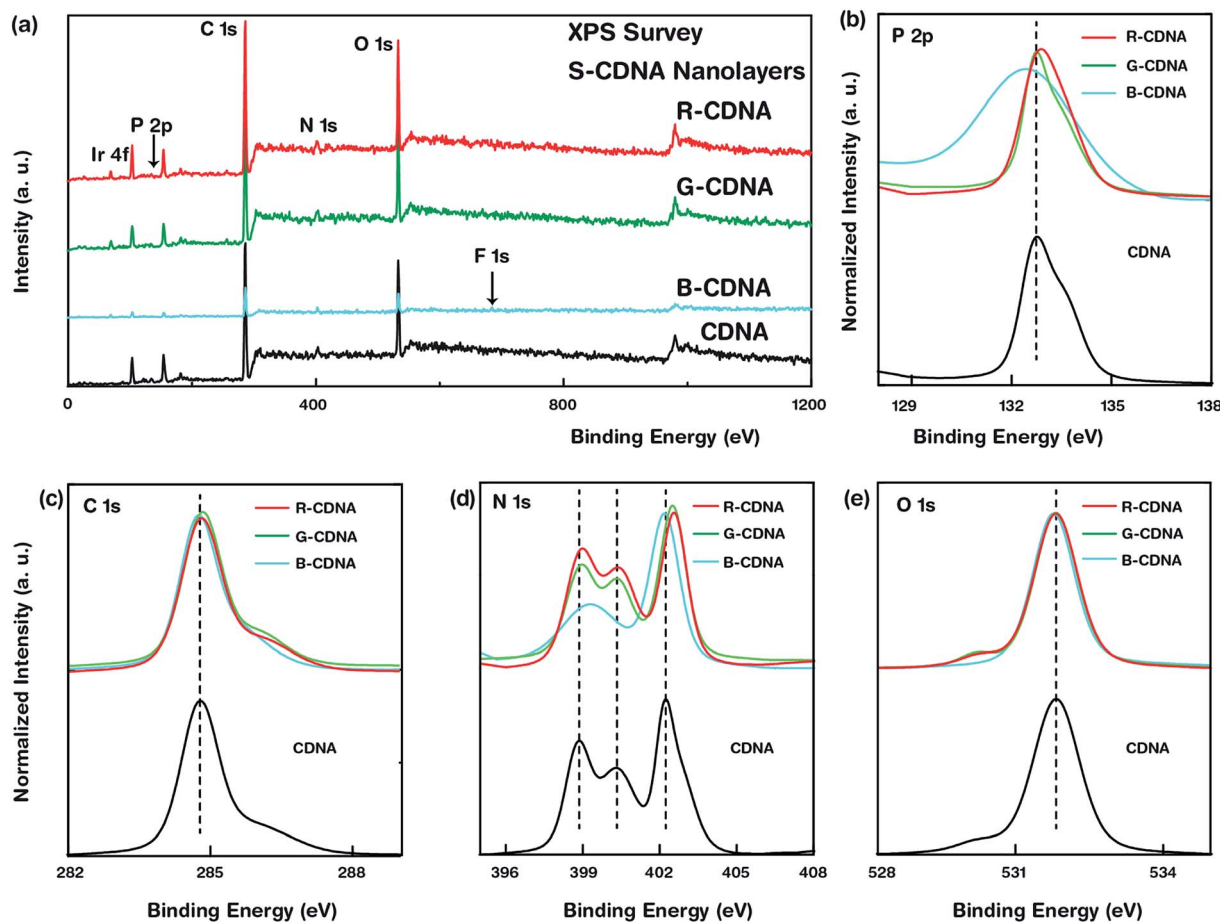 (a)
C 1s
O 1s
XPS Survey
S-CDNA Nanolayers
R-CDNA
P 2p
N 1s
Ir 4f
G-CDNA
F 1s
B-CDNA
CDNA
Intensity (a. u.)
0 400 800 1200
Binding Energy (eV)
(b)
P 2p
R-CDNA
G-CDNA
B-CDNA
CDNA
Normalized Intensity (a. u.)
129 132 135 138
Binding Energy (eV)
(c)
C 1s
R-CDNA
G-CDNA
B-CDNA
CDNA
Normalized Intensity (a. u.)
282 285 288
Binding Energy (eV)
(d)
N 1s
R-CDNA
G-CDNA
B-CDNA
CDNA
396 399 402 405 408
Binding Energy (eV)
(e)
O 1s
R-CDNA
G-CDNA
B-CDNA
CDNA
528 531 534
Binding Energy (eV)